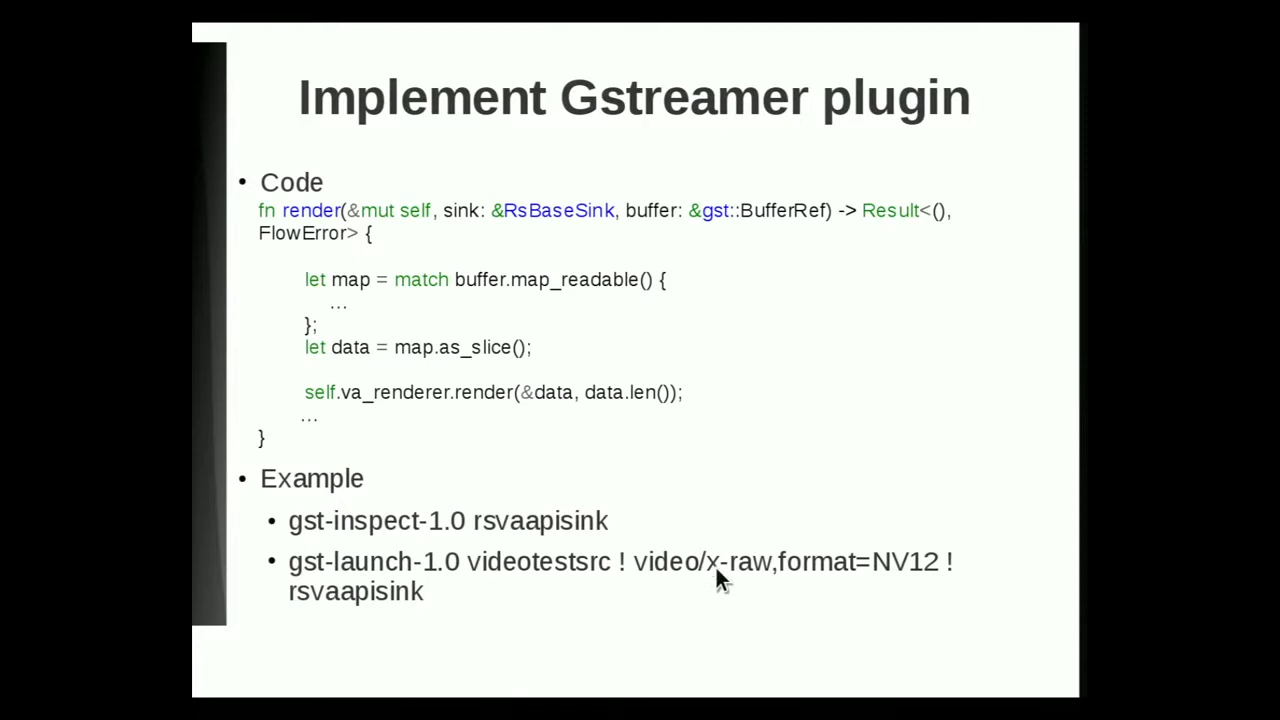 Implement Gstreamer plugin
• Code
fn render(&mut self, sink: &RsBaseSink, buffer: &gst::BufferRef) -> Result<(),
FlowError> {
let map = match buffer.map_readable() {
...
};
let data = map.as_slice();
self.va_renderer.render(&data, data.len());
...
}
• Example
• gst-inspect-1.0 rsvaapisink
• gst-launch-1.0 videotestsrc ! video/x-raw,format=NV12 !
rsvaapisink